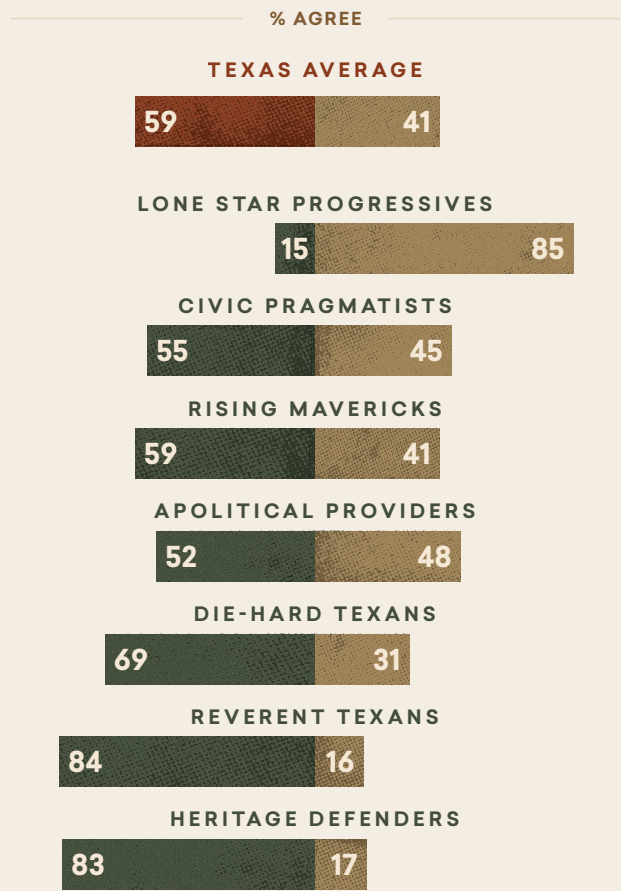 % AGREE
TEXAS AVERAGE
59 41
LONE STAR PROGRESSIVES
15 85
CIVIC PRAGMATISTS
55 45
RISING MAVERICKS
59 41
APOLITICAL PROVIDERS
52 48
DIE-HARD TEXANS
69 31
REVERENT TEXANS
84 16
HERITAGE DEFENDERS
83 17